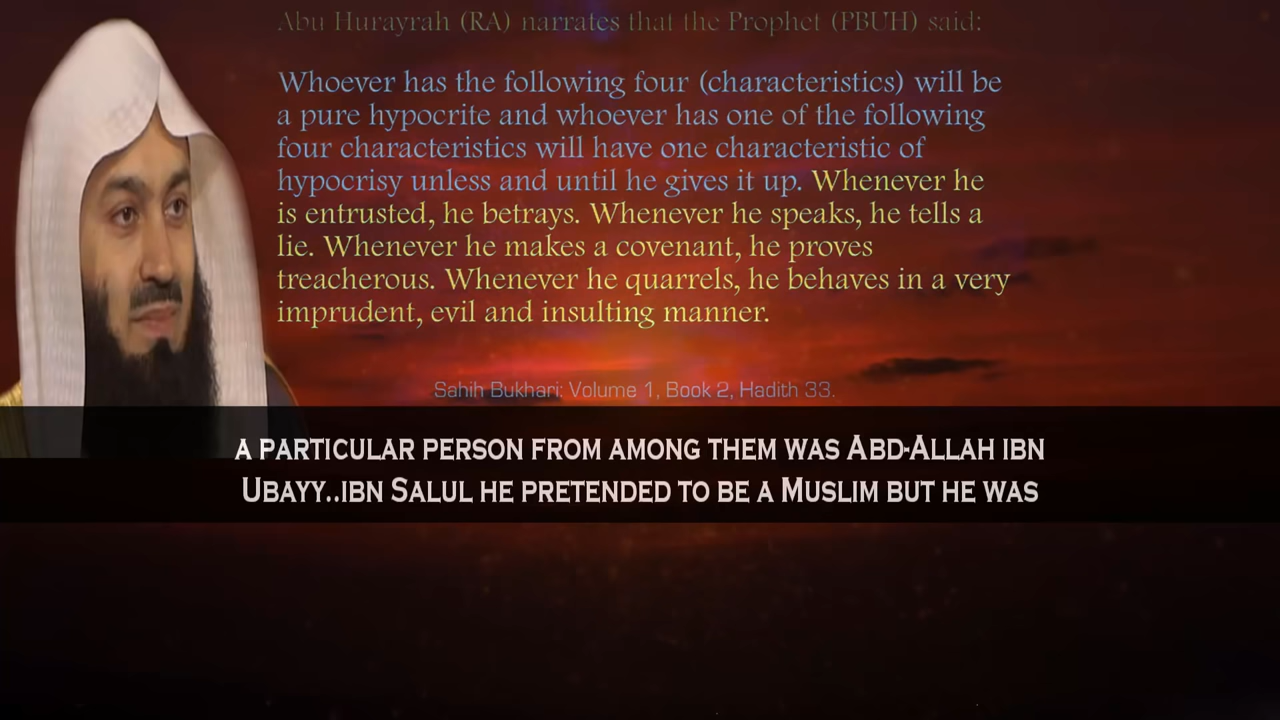 Abu Hurayrah (RA) narrates that the Prophet (PBUH) said:
Whoever has the following four (characteristics) will be
a pure hypocrite and whoever has one of the following
four characteristics will have one characteristic of
hypocrisy unless and until he gives it up. Whenever he
is entrusted, he betrays. Whenever he speaks, he tells a
lie. Whenever he makes a covenant, he proves
treacherous. Whenever he quarrels, he behaves in a very
imprudent, evil and insulting manner.
Sahih Bukhari: Volume 1, Book 2, Hadith 33.
A PARTICULAR PERSON FROM AMONG THEM WAS ABD-ALLAH IBN
UBAYY..IBN SALUL HE PRETENDED TO BE A MUSLIM BUT HE WAS